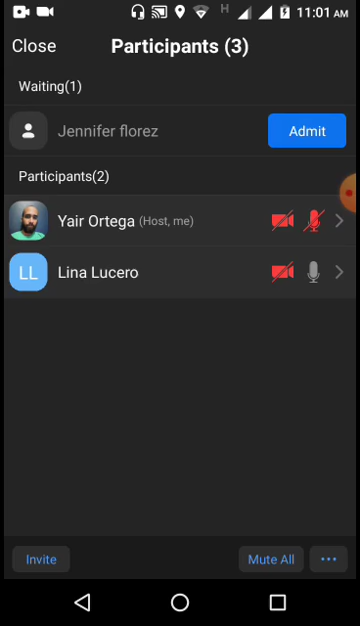 H 11:01 AM
Close Participants (3)
Waiting(1)
Jennifer florez Admit
Participants(2)
Yair Ortega (Host, me)
LL Lina Lucero
Invite Mute All ...